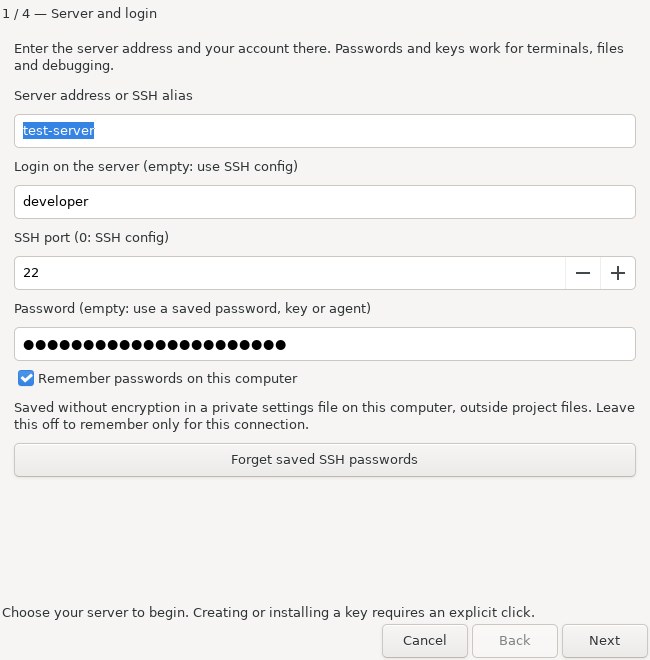 1 / 4 — Server and login
Enter the server address and your account there. Passwords and keys work for terminals, files
and debugging.
Server address or SSH alias
test-server
Login on the server (empty: use SSH config)
developer
SSH port (0: SSH config)
22
Password (empty: use a saved password, key or agent)
●●●●●●●●●●●●●●●●●●●●●●
Remember passwords on this computer
Saved without encryption in a private settings file on this computer, outside project files. Leave
this off to remember only for this connection.
Forget saved SSH passwords
Choose your server to begin. Creating or installing a key requires an explicit click.
Cancel Back Next